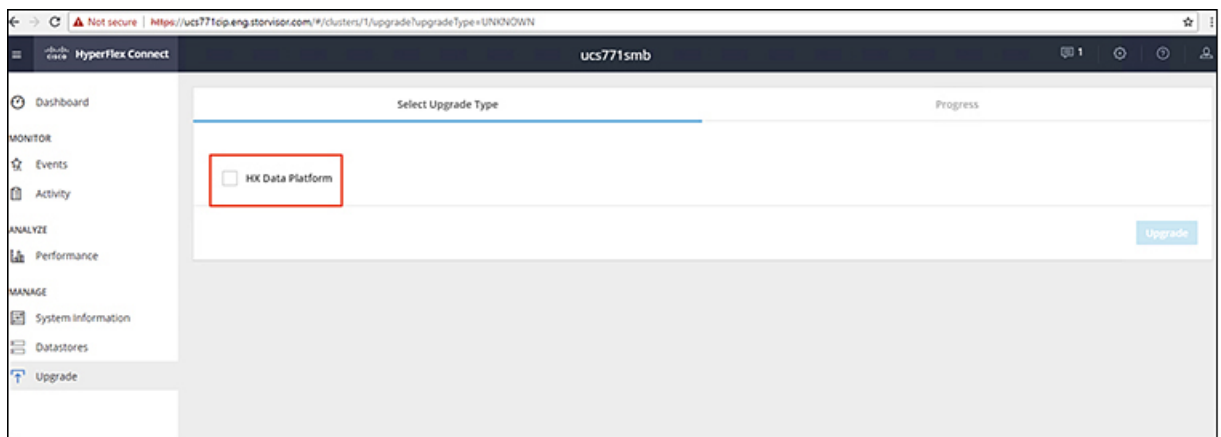 Not secure | https://ucs771cip.eng.storvisor.com/#/clusters/1/upgrade?upgradeType=UNKNOWN
cisco HyperFlex Connect
ucs771smb
1
Dashboard
MONITOR
Events
Activity
ANALYZE
Performance
MANAGE
System Information
Datastores
Upgrade
Select Upgrade Type
Progress
HX Data Platform
Upgrade